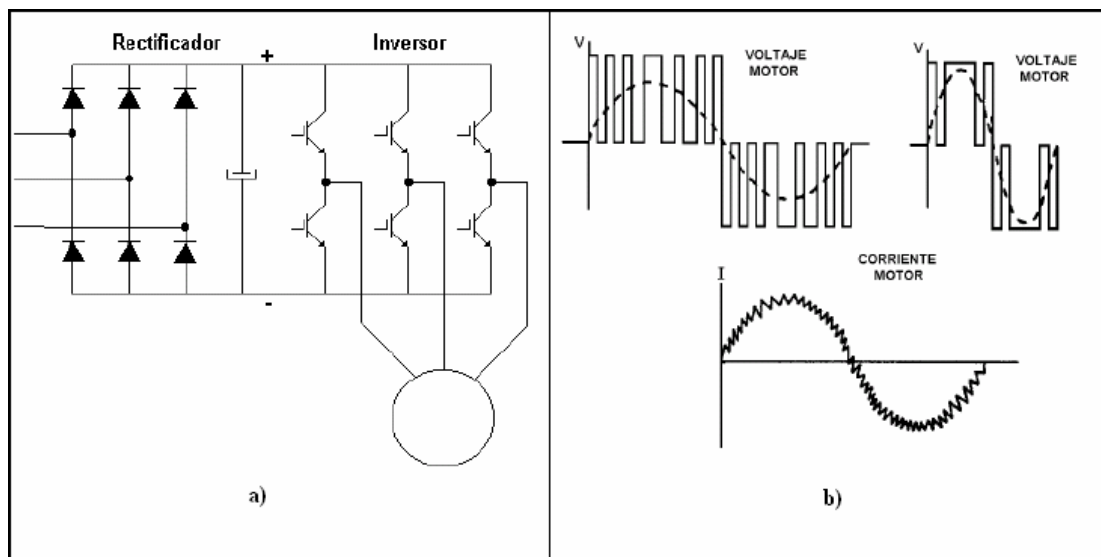 Rectificador
Inversor
+
-
a)
V
VOLTAJE
MOTOR
V
VOLTAJE
MOTOR
CORRIENTE
MOTOR
I
b)